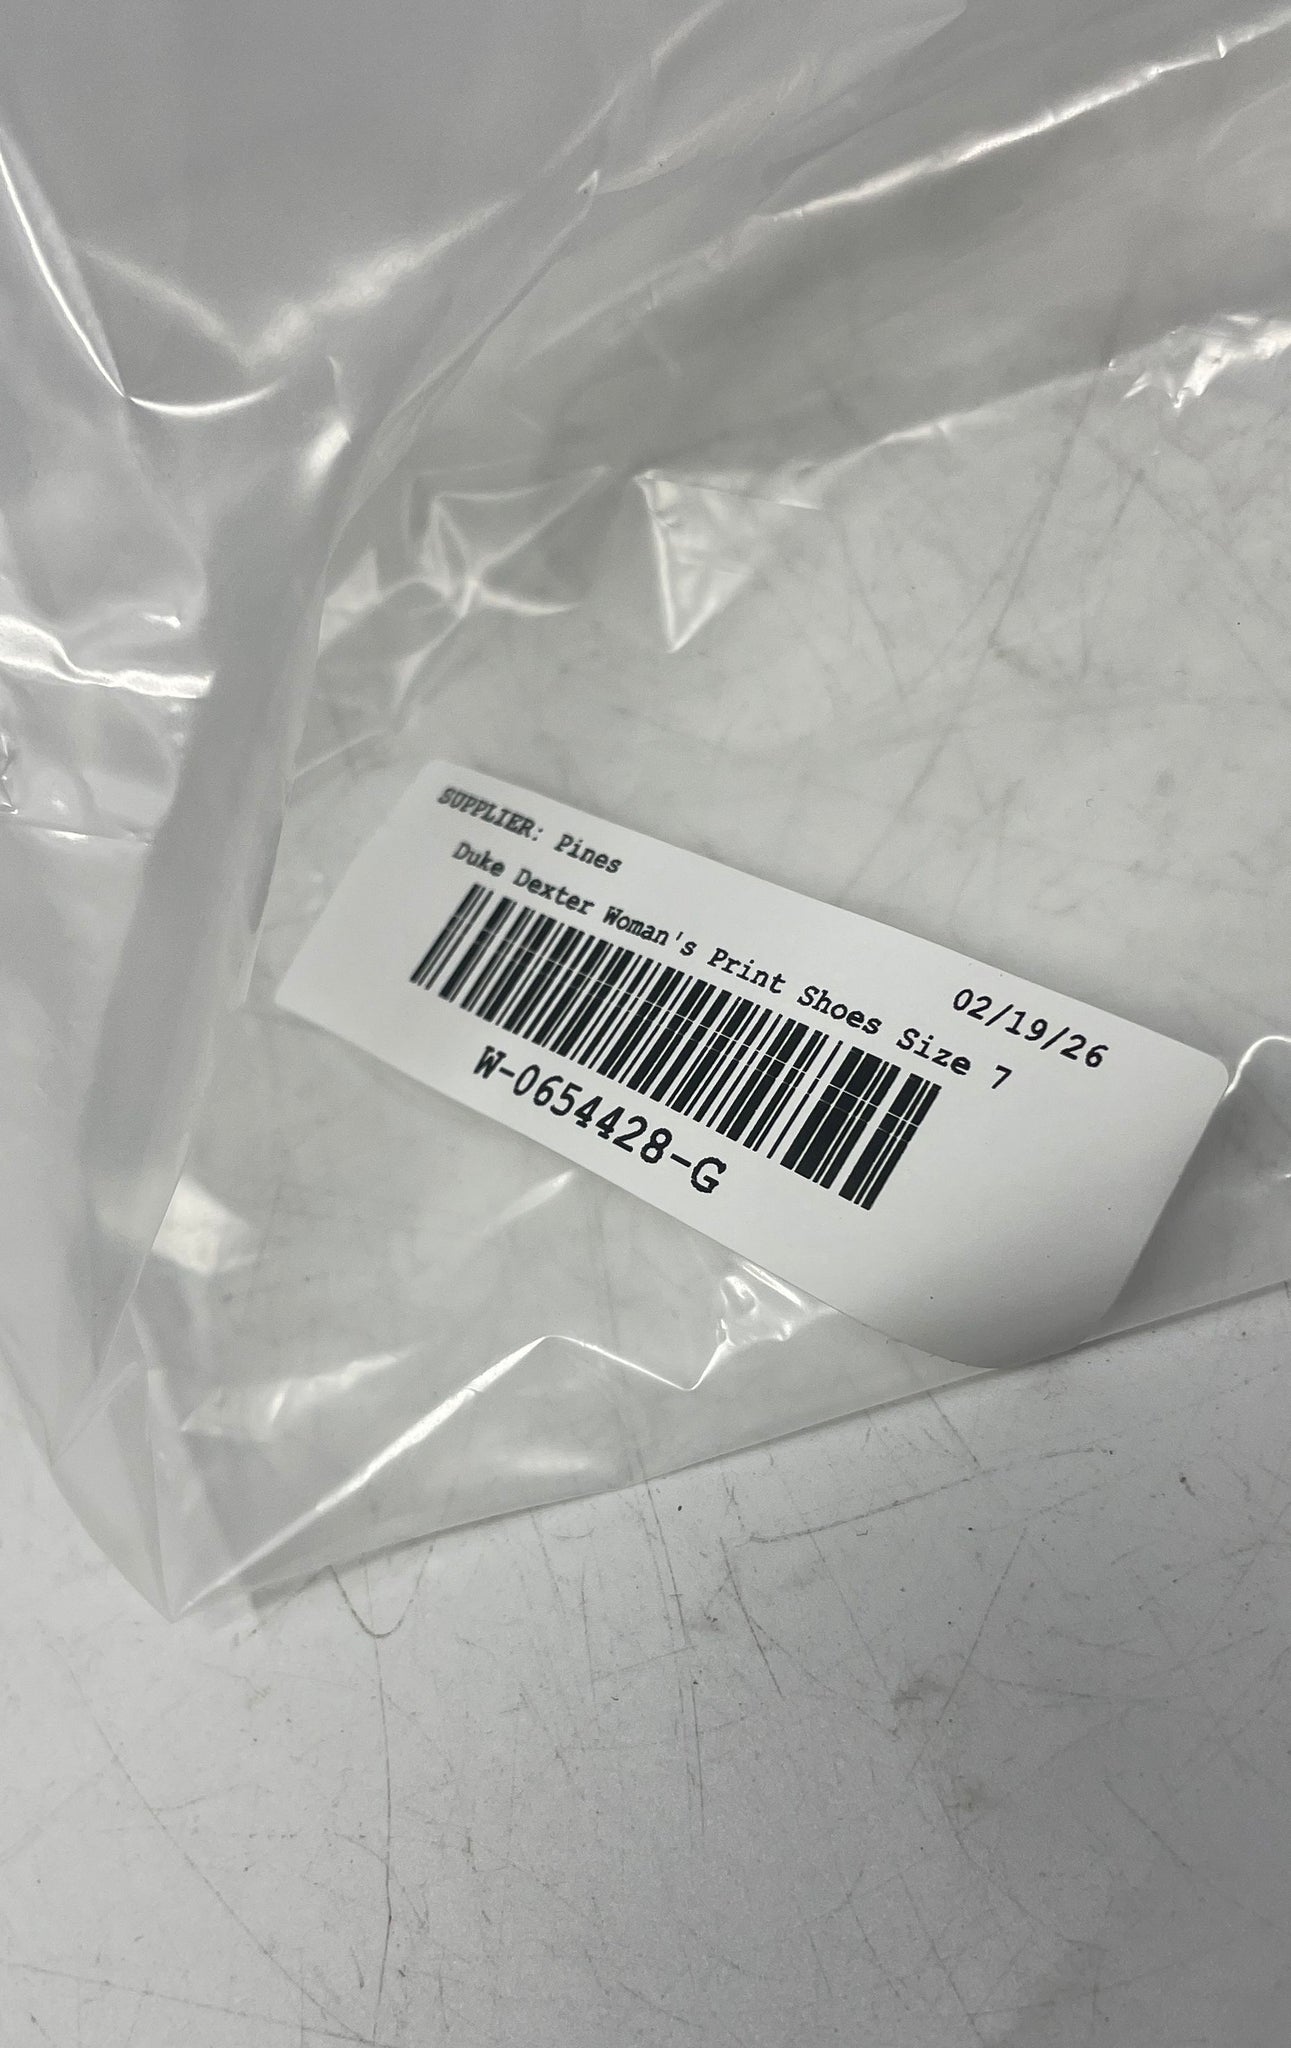 SUPPLIER: Pines
02/19/26
Duke Dexter Woman's Print Shoes Size 7
W-0654428-G